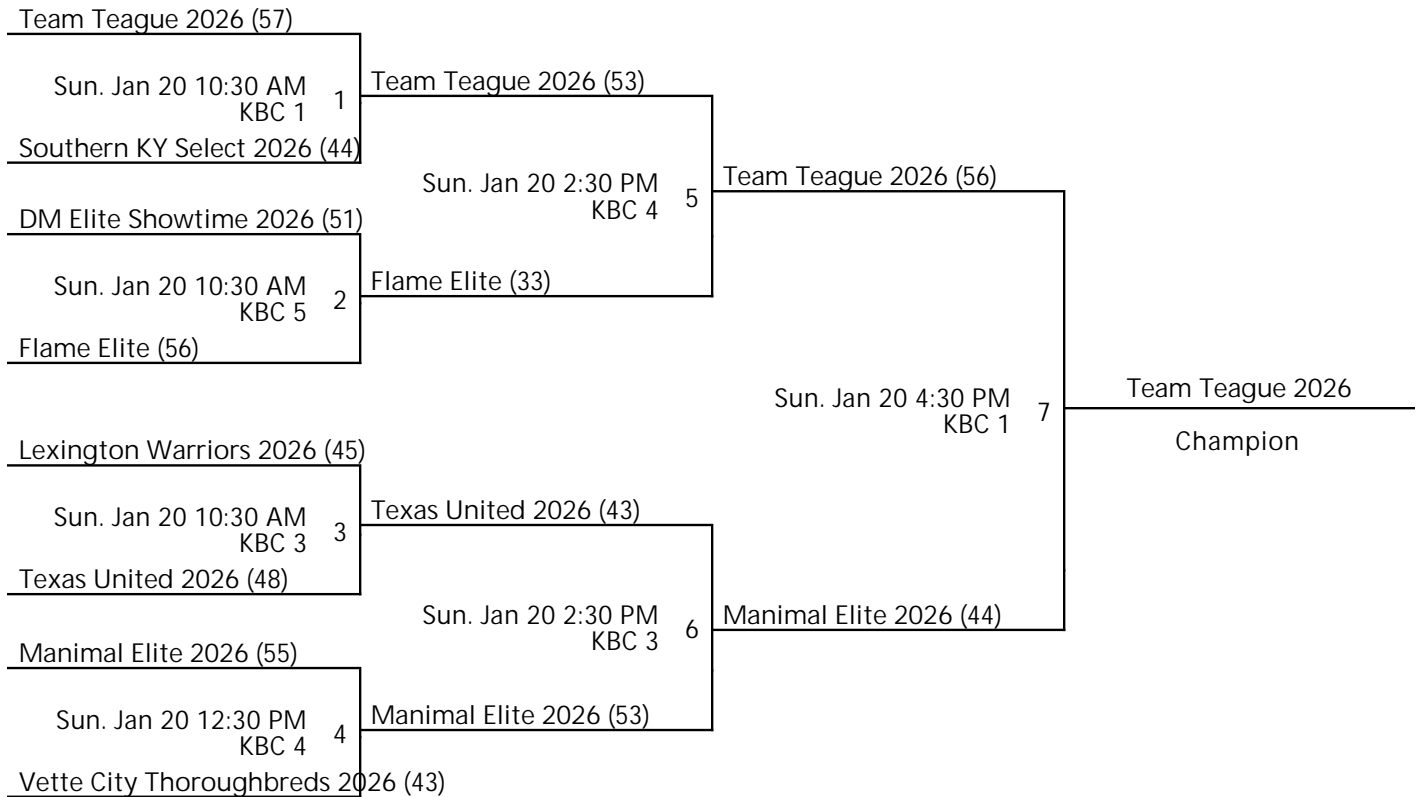 Team Teague 2026 (57)
Sun. Jan 20 10:30 AM
KBC 1
1
Southern KY Select 2026 (44)
DM Elite Showtime 2026 (51)
Sun. Jan 20 10:30 AM
KBC 5
2
Flame Elite (56)
Lexington Warriors 2026 (45)
Sun. Jan 20 10:30 AM
KBC 3
3
Texas United 2026 (48)
Manimal Elite 2026 (55)
Sun. Jan 20 12:30 PM
KBC 4
4
Vette City Thoroughbreds 2026 (43)
Team Teague 2026 (53)
Sun. Jan 20 2:30 PM
KBC 4
5
Flame Elite (33)
Texas United 2026 (43)
Sun. Jan 20 2:30 PM
KBC 3
6
Manimal Elite 2026 (53)
Team Teague 2026 (56)
Sun. Jan 20 4:30 PM
KBC 1
7
Manimal Elite 2026 (44)
Team Teague 2026
Champion